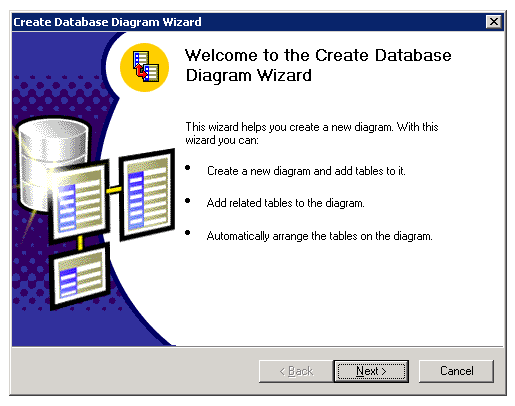 Create Database Diagram Wizard
Welcome to the Create Database
Diagram Wizard
This wizard helps you create a new diagram. With this
wizard you can:
• Create a new diagram and add tables to it.
• Add related tables to the diagram.
• Automatically arrange the tables on the diagram.
< Back Next > Cancel